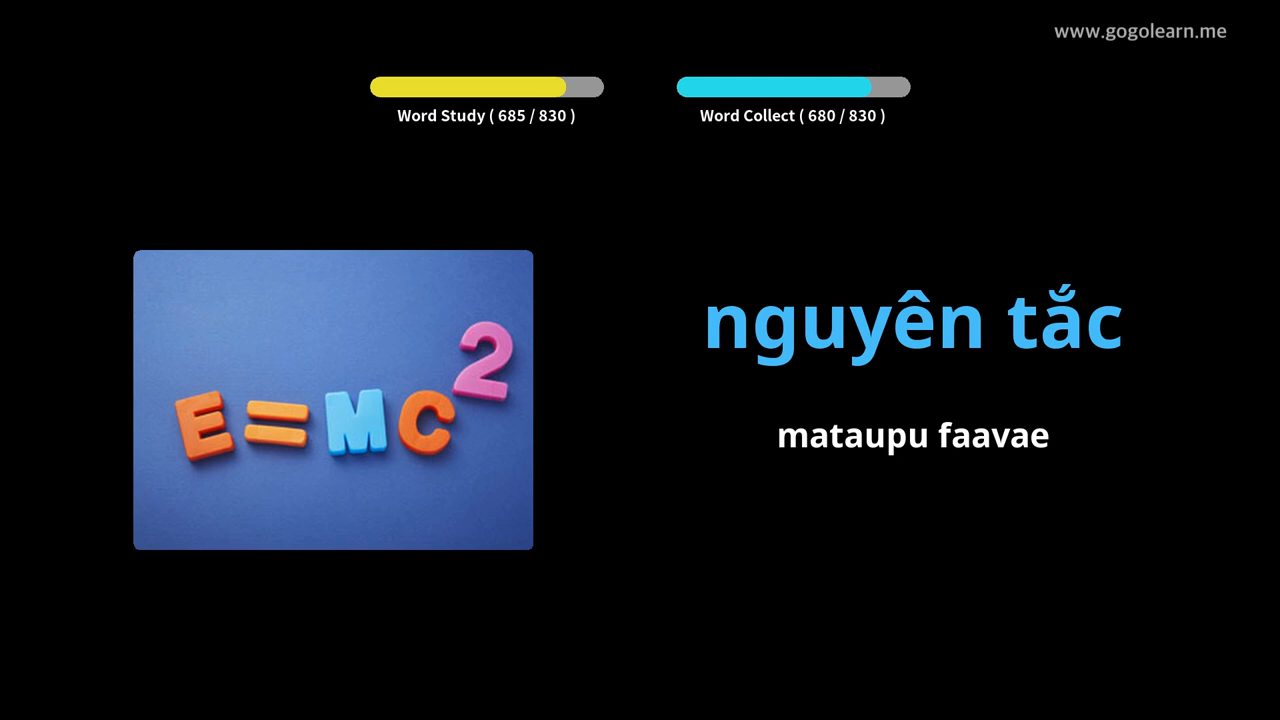 www.gogolearn.me
Word Study ( 685 / 830 )
Word Collect ( 680 / 830 )
E=MC²
nguyên tắc
mataupu faavae